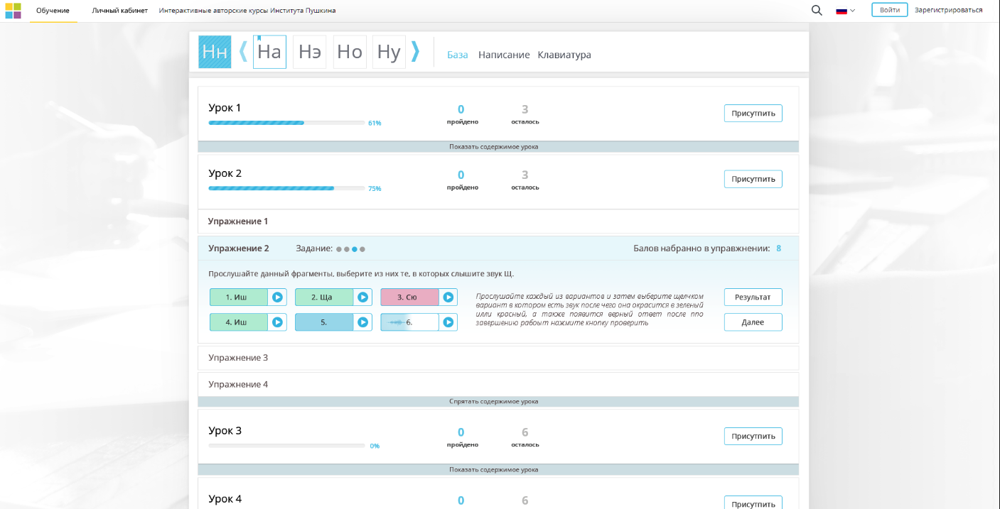 Обучение Личный кабинет Интерактивные авторские курсы Института Пушкина Войти Зарегистрироваться
Нн На Нэ Но Ну База Написание Клавиатура
Урок 1 0 3 Присутпить
61% пройдено осталось
Показать содержимое урока
Урок 2 0 3 Присутпить
75% пройдено осталось
Упражнение 1
Упражнение 2 Задание: Балов набранно в управжнении: 8
Прослушайте данный фрагменты, выберите из них те, в которых слышите звук Щ.
1. Иш 2. Ща 3. Сю
4. Иш 5. 6.
Прослушайте каждый из вариантов и затем выберите щелчком
вариант в котором есть звук после чего она окрасится в зеленый
илли красный, а также появится верный ответ после ппо
завершению рабоыт нажмите кнопку проверить
Результат
Далее
Упражнение 3
Упражнение 4
Спрятать содержимое урока
Урок 3 0 6 Присутпить
0% пройдено осталось
Показать содержимое урока
Урок 4 0 6 Присутпить